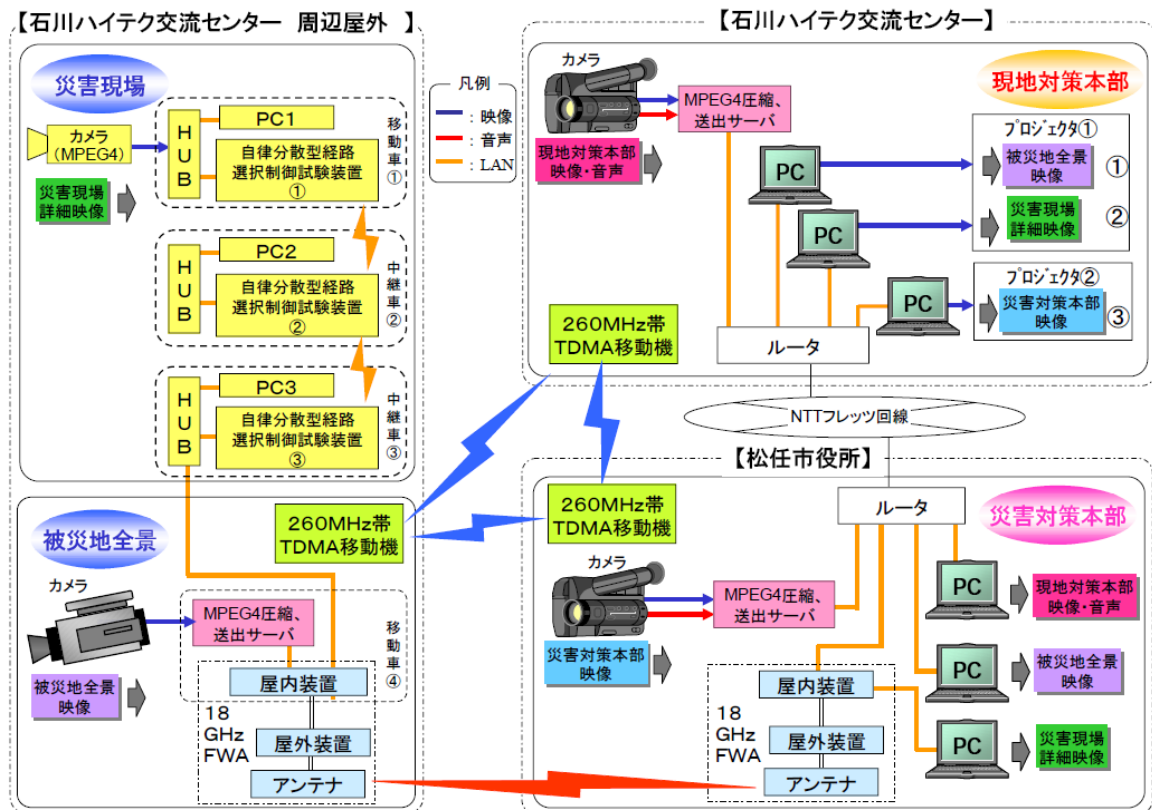 【石川ハイテク交流センター 周辺屋外】
災害現場
カメラ
(MPEG4)
災害現場
詳細映像
HUB
PC1
自律分散型経路
選択制御試験装置
①
移動車①
HUB
PC2
自律分散型経路
選択制御試験装置
②
中継車②
HUB
PC3
自律分散型経路
選択制御試験装置
③
中継車③
凡例
:映像
:音声
:LAN
被災地全景
カメラ
被災地全景
映像
MPEG4圧縮、
送出サーバ
移動車④
260MHz帯
TDMA移動機
18
GHz
FWA
屋内装置
屋外装置
アンテナ
【石川ハイテク交流センター】
現地対策本部
カメラ
現地対策本部
映像・音声
MPEG4圧縮、
送出サーバ
PC
PC
PC
プロジェクタ①
被災地全景
映像
①
災害現場
詳細映像
②
プロジェクタ②
災害対策本部
映像
③
260MHz帯
TDMA移動機
ルータ
NTTフレッツ回線
【松任市役所】
災害対策本部
260MHz帯
TDMA移動機
ルータ
カメラ
災害対策本部
映像
MPEG4圧縮、
送出サーバ
18
GHz
FWA
屋内装置
屋外装置
アンテナ
PC
現地対策本部
映像・音声
PC
被災地全景
映像
PC
災害現場
詳細映像